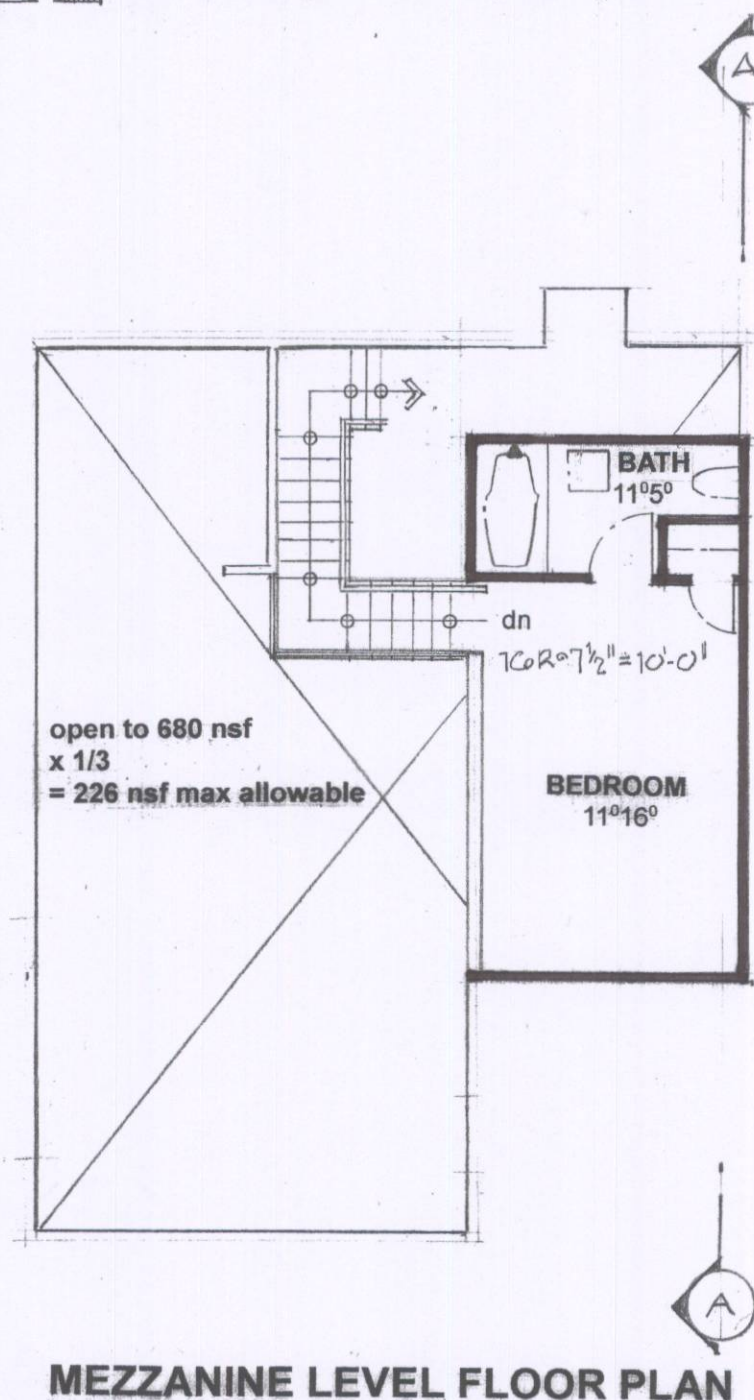 A
BATH
11⁰5⁰
dn
16R@7½"=10'-0"
open to 680 nsf
x 1/3
= 226 nsf max allowable
BEDROOM
11⁰16⁰
A
MEZZANINE LEVEL FLOOR PLAN